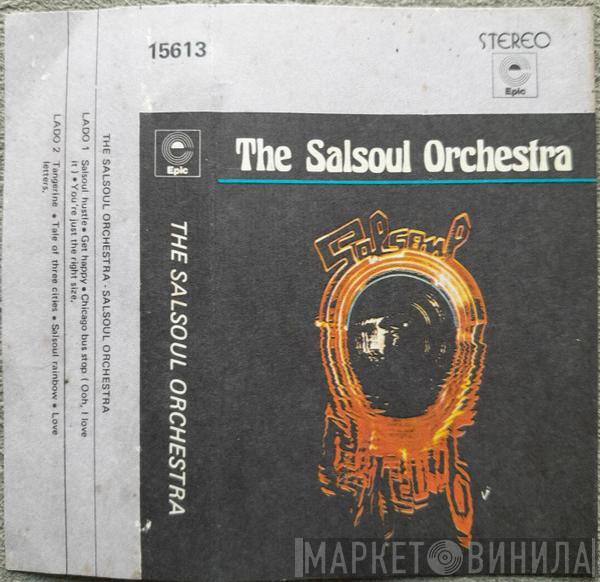 15613
STEREO
Epic
Epic
The Salsoul Orchestra
Salsoul
THE SALSOUL ORCHESTRA
THE SALSOUL ORCHESTRA - SALSOUL ORCHESTRA
LADO 1 Salsoul hustle • Get happy • Chicago bus stop ( Ooh, I love
it ) • You're just the right size.
LADO 2 Tangerine • Tale of three cities • Salsoul rainbow • Love
letters.
МАРКЕТ ВИНИЛА